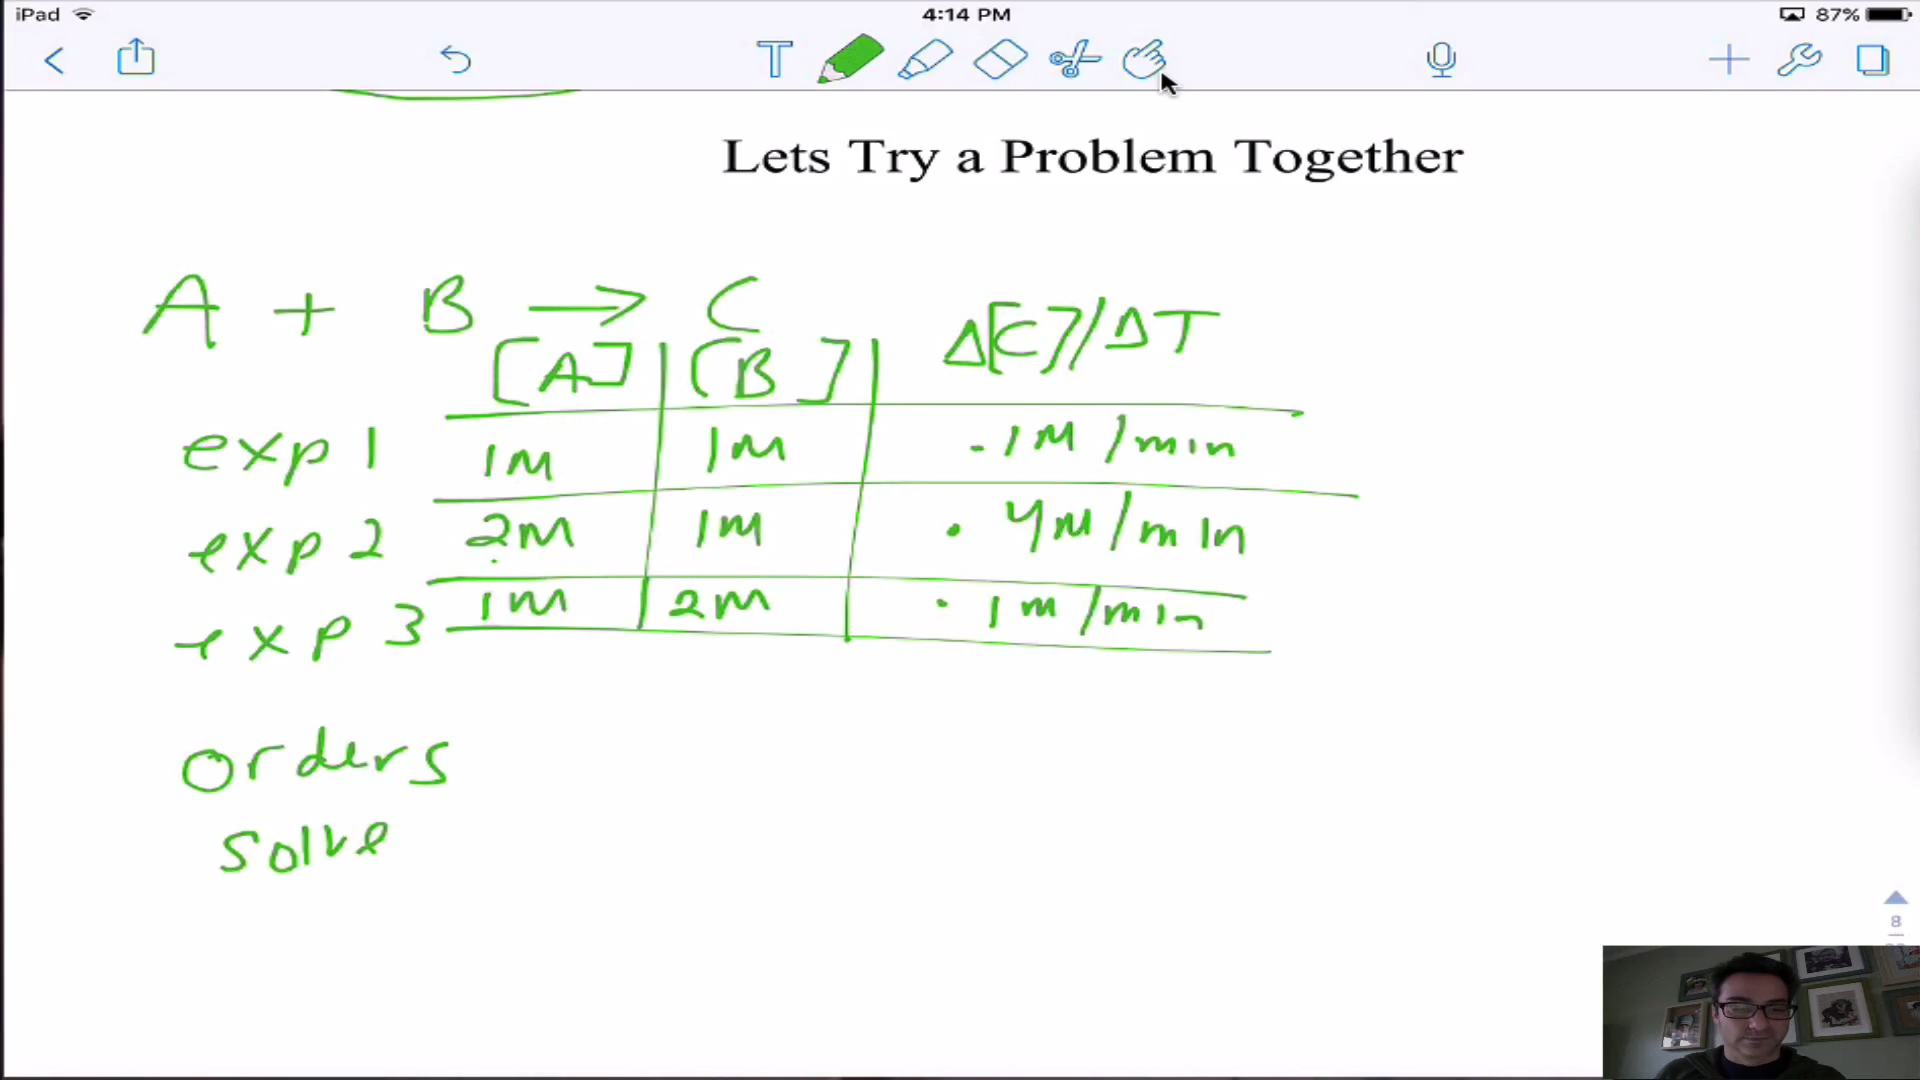 iPad 4:14 PM 87%
T
Lets Try a Problem Together
A + B → C
[A] [B] Δ[C]/ΔT
exp 1 1M 1M .1M/min
exp 2 2M 1M .4M/min
exp 3 1M 2M .1M/min
orders
solve
8